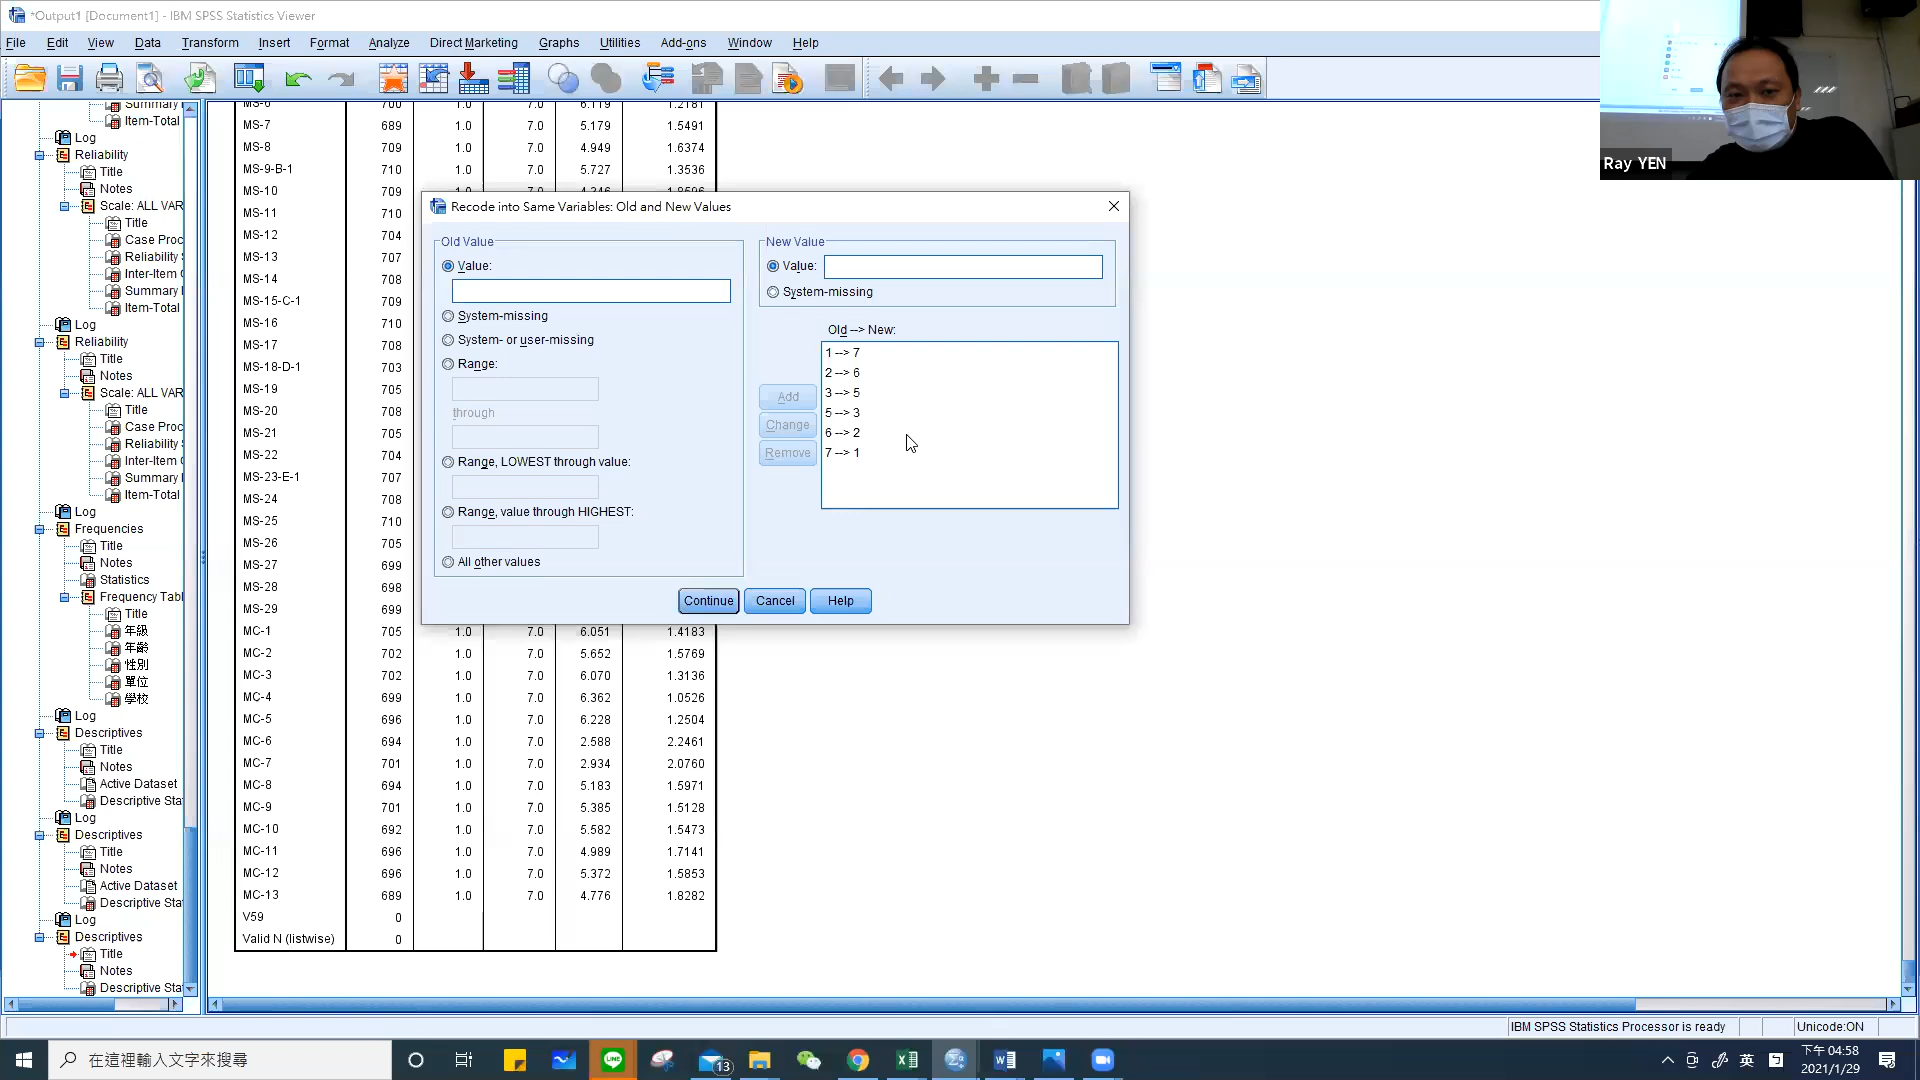 *Output1 [Document1] - IBM SPSS Statistics Viewer
File Edit View Data Transform Insert Format Analyze Direct Marketing Graphs Utilities Add-ons Window Help
Ray YEN
Summary
Item-Total
Log
Reliability
Title
Notes
Scale: ALL VAR
Title
Case Proc
Reliability
Inter-Item
Summary
Item-Total
Log
Reliability
Title
Notes
Scale: ALL VAR
Title
Case Proc
Reliability
Inter-Item
Summary
Item-Total
Log
Frequencies
Title
Notes
Statistics
Frequency Tabl
Title
年級
年齡
性別
單位
學校
Log
Descriptives
Title
Notes
Active Dataset
Descriptive Sta
Log
Descriptives
Title
Notes
Active Dataset
Descriptive Sta
Log
Descriptives
Title
Notes
Descriptive Sta
MS-6 700 1.0 7.0 6.119 1.2181
MS-7 689 1.0 7.0 5.179 1.5491
MS-8 709 1.0 7.0 4.949 1.6374
MS-9-B-1 710 1.0 7.0 5.727 1.3536
MS-10 709 1.0 7.0 4.246 1.8596
MS-11 710
MS-12 704
MS-13 707
MS-14 708
MS-15-C-1 709
MS-16 710
MS-17 708
MS-18-D-1 703
MS-19 705
MS-20 708
MS-21 705
MS-22 704
MS-23-E-1 707
MS-24 708
MS-25 710
MS-26 705
MS-27 699
MS-28 698
MS-29 699
MC-1 705 1.0 7.0 6.051 1.4183
MC-2 702 1.0 7.0 5.652 1.5769
MC-3 702 1.0 7.0 6.070 1.3136
MC-4 699 1.0 7.0 6.362 1.0526
MC-5 696 1.0 7.0 6.228 1.2504
MC-6 694 1.0 7.0 2.588 2.2461
MC-7 701 1.0 7.0 2.934 2.0760
MC-8 694 1.0 7.0 5.183 1.5971
MC-9 701 1.0 7.0 5.385 1.5128
MC-10 692 1.0 7.0 5.582 1.5473
MC-11 696 1.0 7.0 4.989 1.7141
MC-12 696 1.0 7.0 5.372 1.5853
MC-13 689 1.0 7.0 4.776 1.8282
V59 0
Valid N (listwise) 0
Recode into Same Variables: Old and New Values
Old Value
Value:
System-missing
System- or user-missing
Range:
through
Range, LOWEST through value:
Range, value through HIGHEST:
All other values
New Value
Value:
System-missing
Old --> New:
1 --> 7
2 --> 6
3 --> 5
5 --> 3
6 --> 2
7 --> 1
Add
Change
Remove
Continue Cancel Help
IBM SPSS Statistics Processor is ready Unicode:ON
在這裡輸入文字來搜尋
LINE
13
英
下午 04:58
2021/1/29